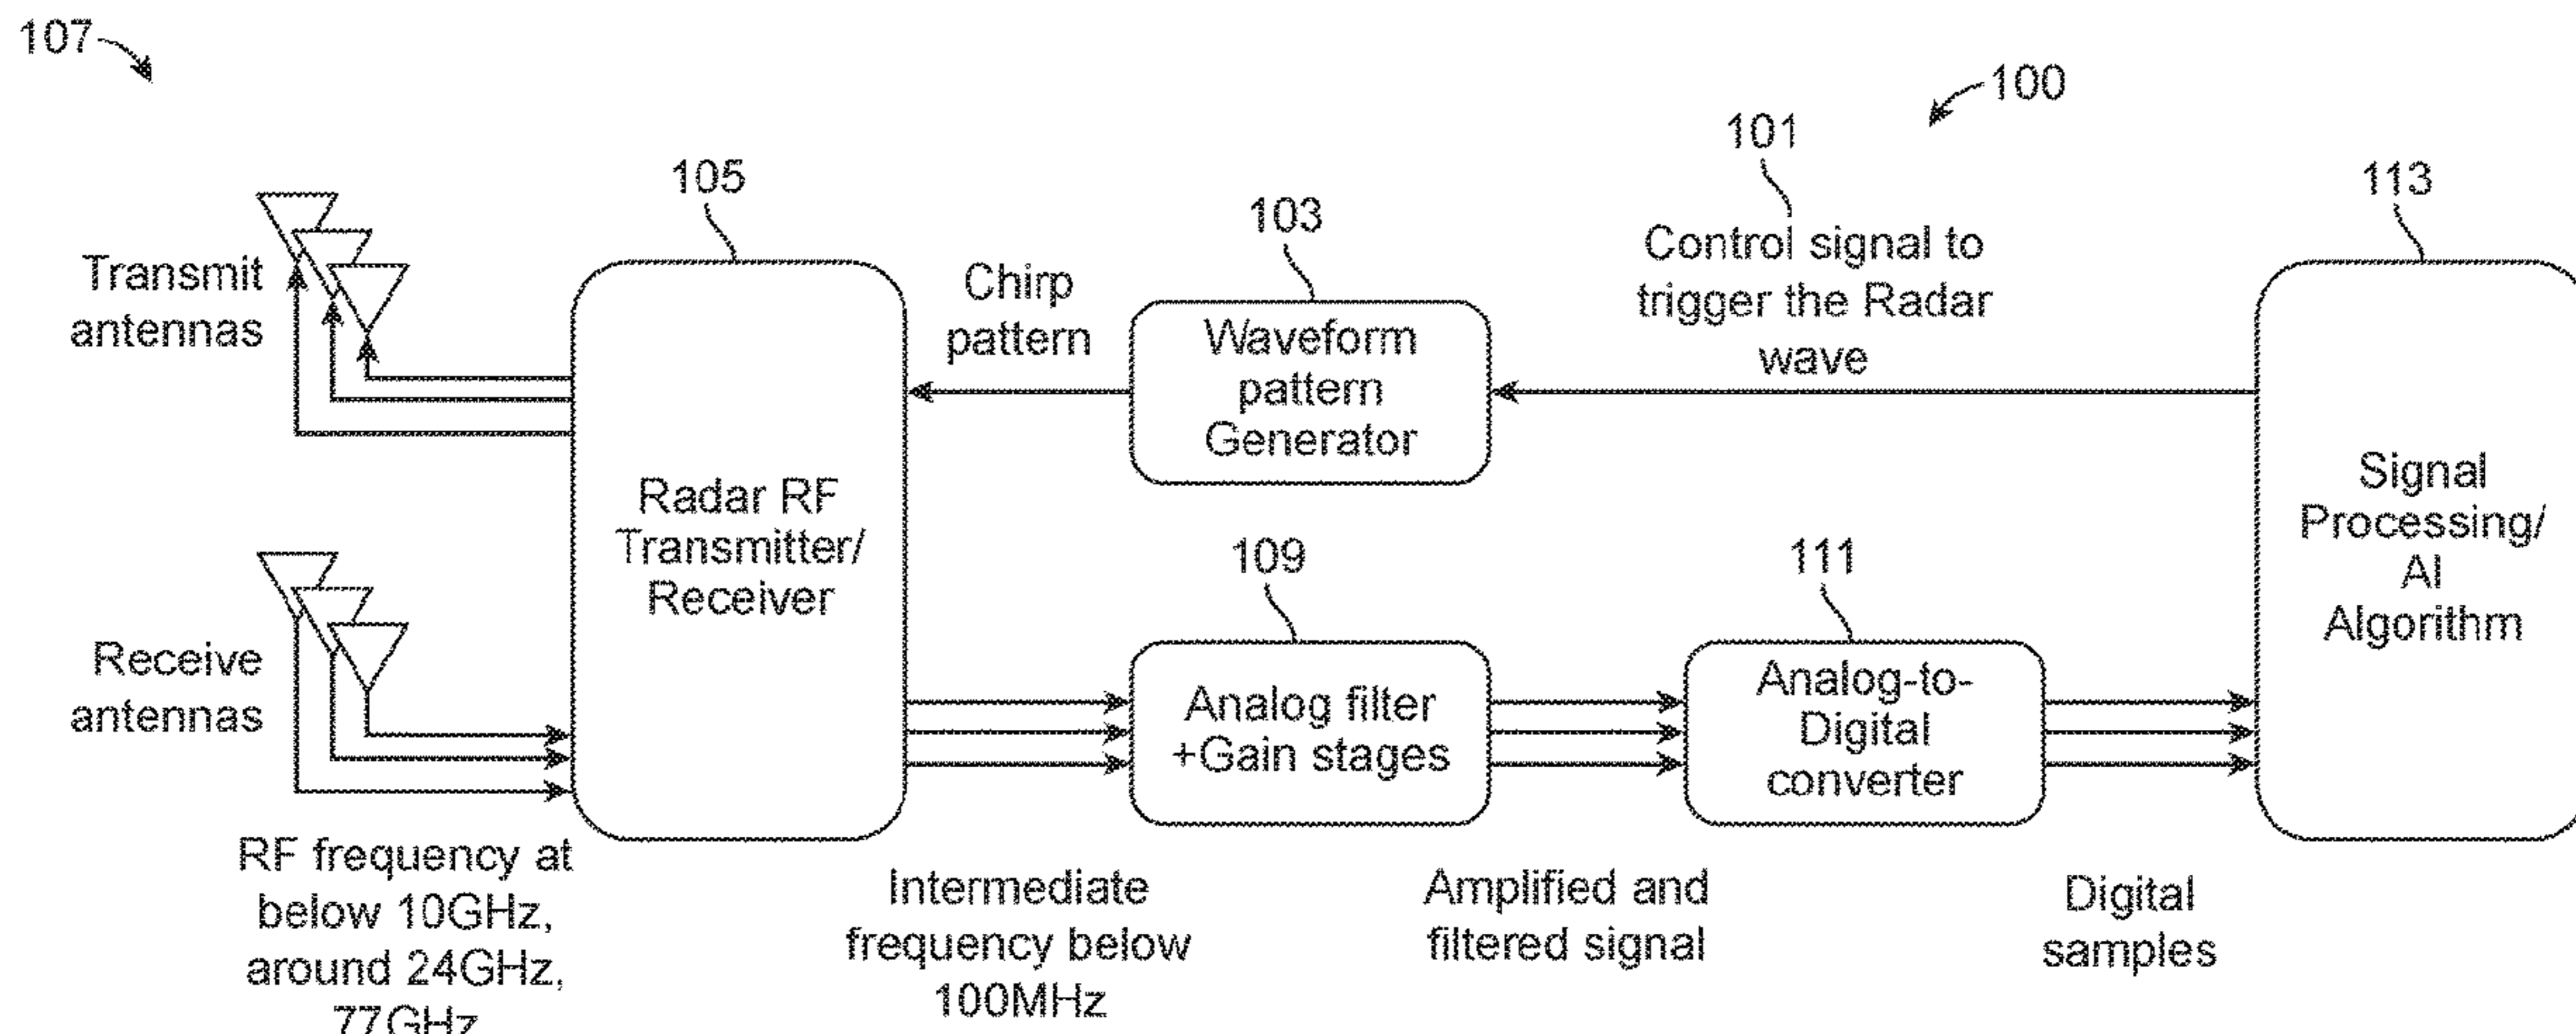 107
100
101
105
103
113
Control signal to
trigger the Radar
wave
Transmit
antennas
Chirp
pattern
Waveform
pattern
Generator
Radar RF
Transmitter/
Receiver
Signal
Processing/
AI
Algorithm
109
111
Receive
antennas
Analog filter
+Gain stages
Analog-to-
Digital
converter
RF frequency at
below 10GHz,
around 24GHz,
77GHz
Intermediate
frequency below
100MHz
Amplified and
filtered signal
Digital
samples